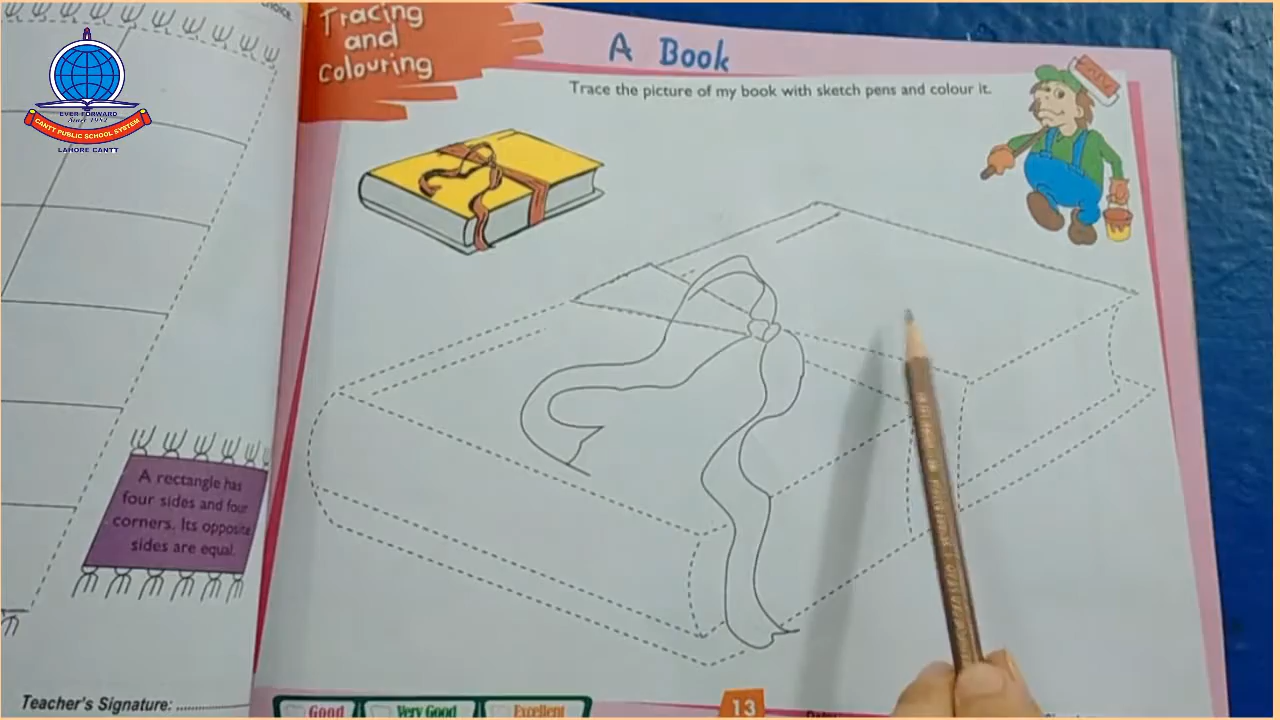 EVER FORWARD
Since 1982
CANTT PUBLIC SCHOOL SYSTEM
LAHORE CANTT
Tracing
and
Colouring
A Book
Trace the picture of my book with sketch pens and colour it.
A rectangle has
four sides and four
corners. Its opposite
sides are equal.
Teacher's Signature:
Good
Very Good
Excellent
13